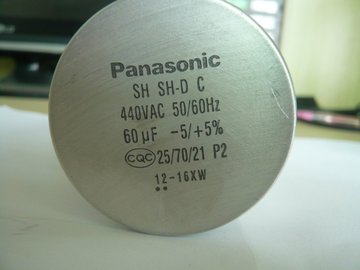 Panasonic
SH SH-D C
440VAC 50/60Hz
60μF -5/+5%
CQC 25/70/21 P2
12-16XW